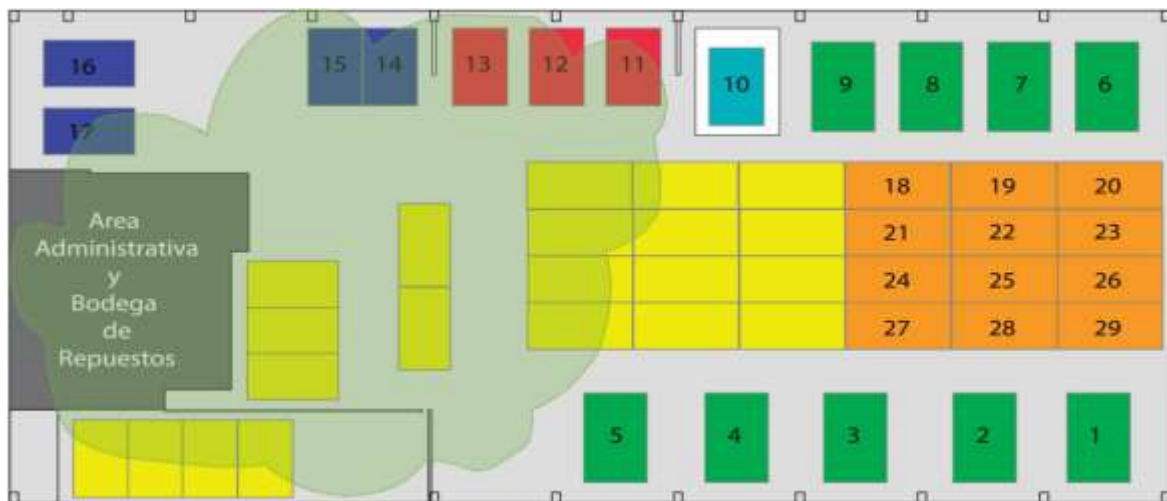 16
15 14 13 12 11 10 9 8 7 6
17
18 19 20
21 22 23
24 25 26
27 28 29
Area
Administrativa
y
Bodega
de
Repuestos
5 4 3 2 1